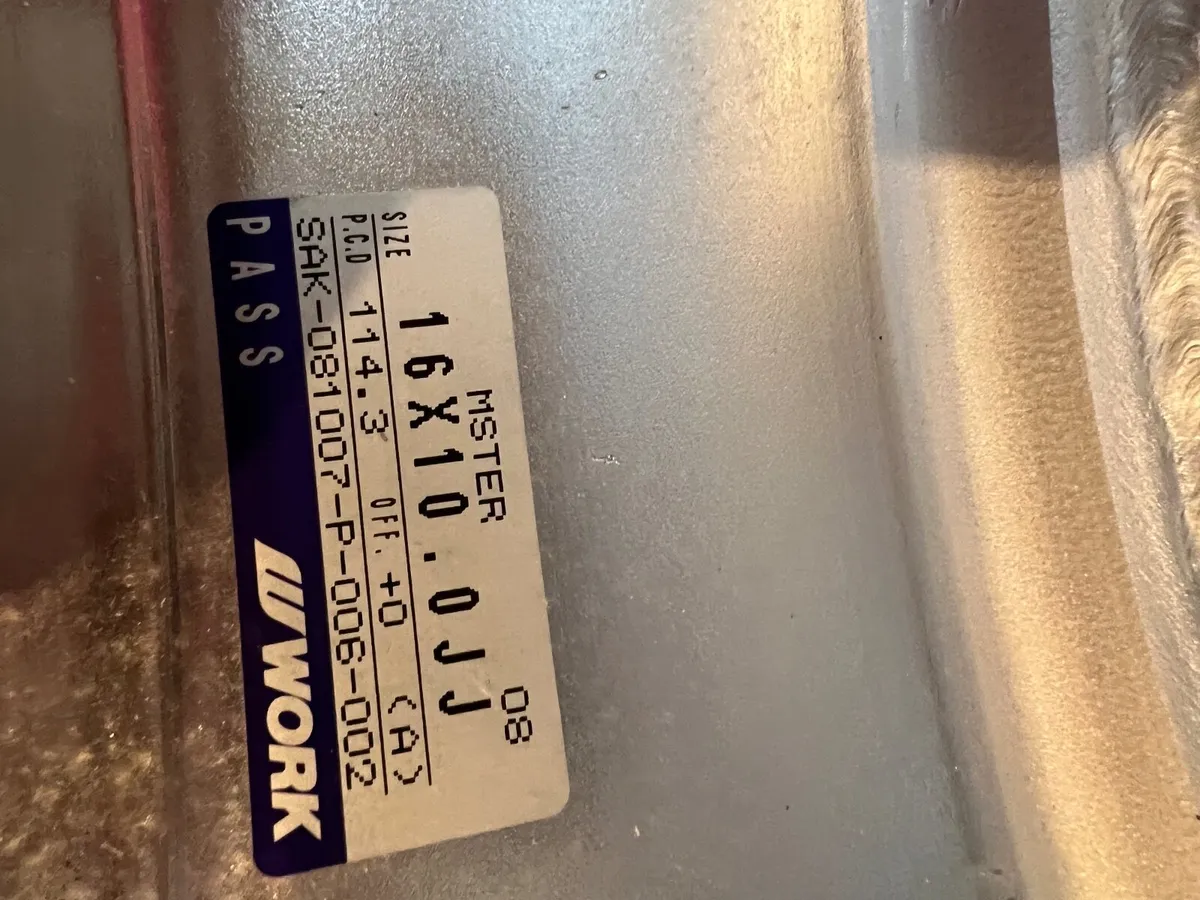 MSTER 08
SIZE 16X10.0JJ
P.C.D 114.3 OFF. +0 (A)
SAK-081007-P-006-002
PASS WORK